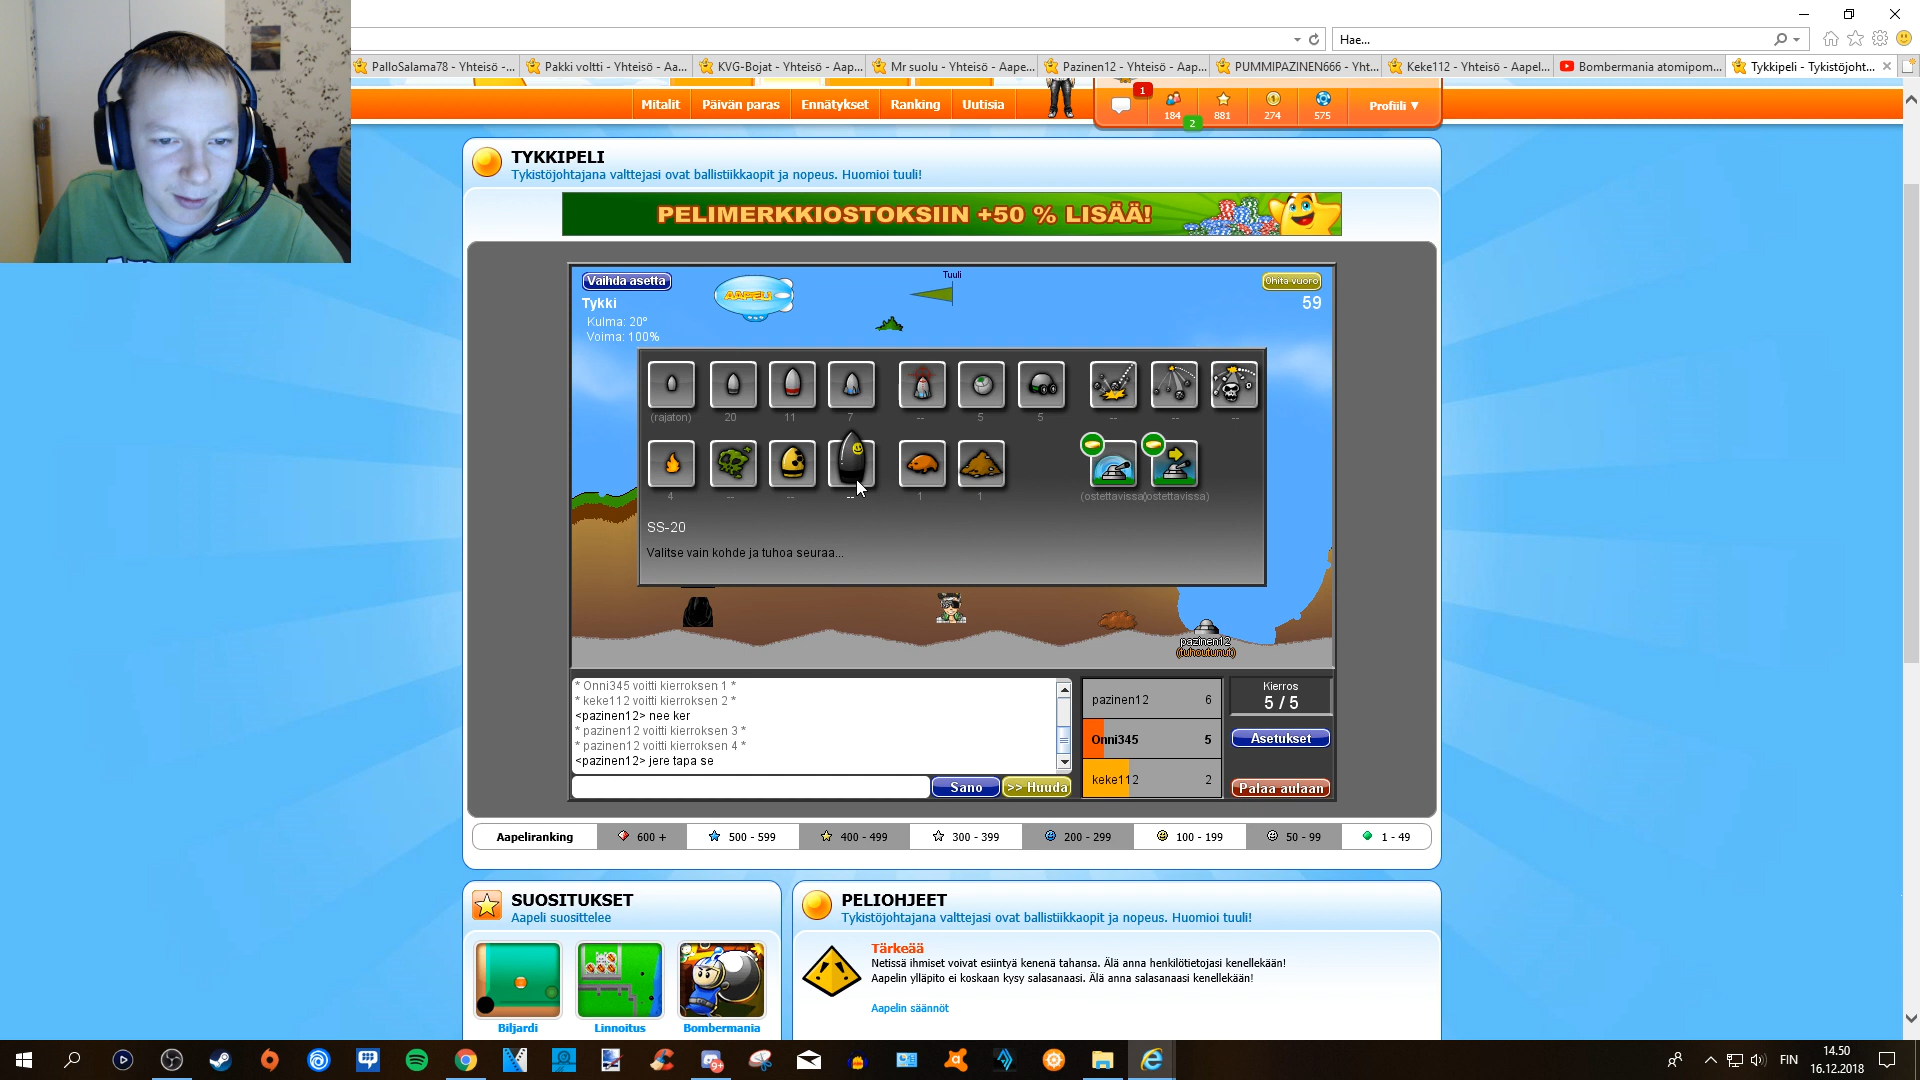 Hae...
PalloSalama78 - Yhteisö -...
Pakki voltti - Yhteisö - Aa...
KVG-Bojat - Yhteisö - Aap...
Mr suolu - Yhteisö - Aape...
Pazinen12 - Yhteisö - Aap...
PUMMIPAZINEN666 - Yht...
Keke112 - Yhteisö - Aapel...
Bombermania atomipom...
Tykkipeli - Tykistöjoht...
Mitalit
Päivän paras
Ennätykset
Ranking
Uutisia
1
184
2
881
274
575
Profiili ▼
TYKKIPELI
Tykistöjohtajana valttejasi ovat ballistiikkaopit ja nopeus. Huomioi tuuli!
PELIMERKKIOSTOKSIIN +50 % LISÄÄ!
Vaihda asetta
Tykki
Kulma: 20°
Voima: 100%
AAPELI
Tuuli
Ohita vuoro
59
(rajaton)
20
11
7
--
5
5
--
--
--
4
--
--
--
1
1
(ostettavissa)
(ostettavissa)
SS-20
Valitse vain kohde ja tuhoa seuraa...
pazinen12
(tuhoutunut)
* Onni345 voitti kierroksen 1 *
* keke112 voitti kierroksen 2 *
<pazinen12> nee ker
* pazinen12 voitti kierroksen 3 *
* pazinen12 voitti kierroksen 4 *
<pazinen12> jere tapa se
Sano
>> Huuda
pazinen12 6
Onni345 5
keke112 2
Kierros
5 / 5
Asetukset
Palaa aulaan
Aapeliranking
600 +
500 - 599
400 - 499
300 - 399
200 - 299
100 - 199
50 - 99
1 - 49
SUOSITUKSET
Aapeli suosittelee
Biljardi
Linnoitus
Bombermania
PELIOHJEET
Tykistöjohtajana valttejasi ovat ballistiikkaopit ja nopeus. Huomioi tuuli!
Tärkeää
Netissä ihmiset voivat esiintyä kenenä tahansa. Älä anna henkilötietojasi kenellekään!
Aapelin ylläpito ei koskaan kysy salasanaasi. Älä anna salasanaasi kenellekään!
Aapelin säännöt
9+
FIN
14.50
16.12.2018